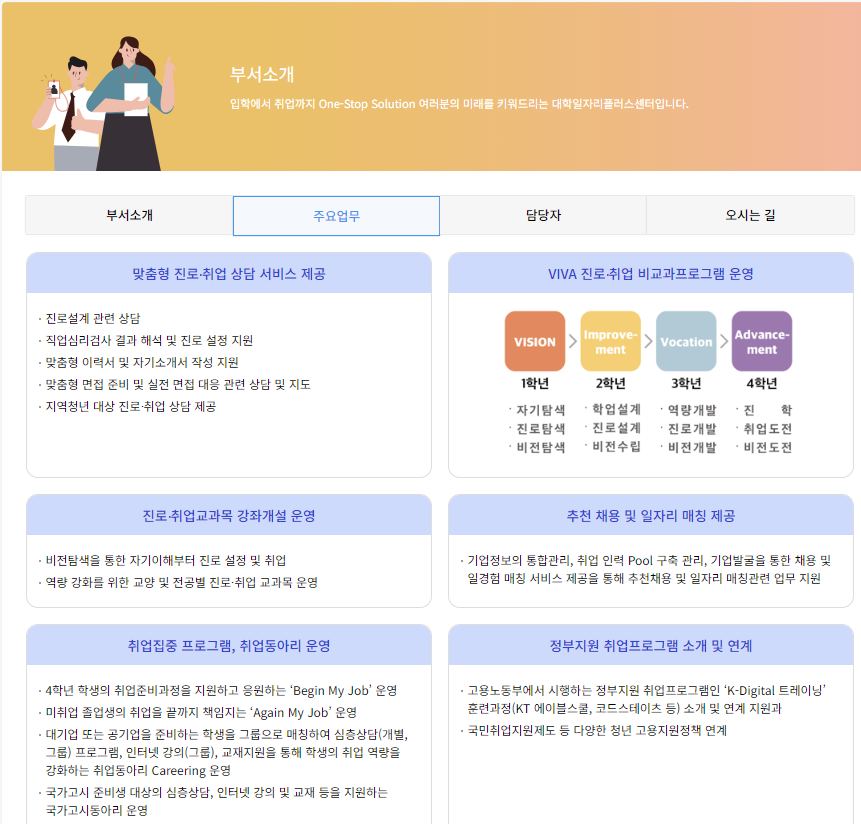 부서소개
입학에서 취업까지 One-Stop Solution 여러분의 미래를 키워드리는 대학일자리플러스센터입니다.
부서소개
주요업무
담당자
오시는 길
맞춤형 진로·취업 상담 서비스 제공
· 진로설계 관련 상담
· 직업심리검사 결과 해석 및 진로 설정 지원
· 맞춤형 이력서 및 자기소개서 작성 지원
· 맞춤형 면접 준비 및 실전 면접 대응 관련 상담 및 지도
· 지역청년 대상 진로·취업 상담 제공
VIVA 진로·취업 비교과프로그램 운영
VISION
1학년
· 자기탐색
· 진로탐색
· 비전탐색
Improve-
ment
2학년
· 학업설계
· 진로설계
· 비전수립
Vocation
3학년
· 역량개발
· 진로개발
· 비전개발
Advance-
ment
4학년
· 진 학
· 취업도전
· 비전도전
진로·취업교과목 강좌개설 운영
· 비전탐색을 통한 자기이해부터 진로 설정 및 취업
· 역량 강화를 위한 교양 및 전공별 진로·취업 교과목 운영
추천 채용 및 일자리 매칭 제공
· 기업정보의 통합관리, 취업 인력 Pool 구축 관리, 기업발굴을 통한 채용 및
일경험 매칭 서비스 제공을 통해 추천채용 및 일자리 매칭관련 업무 지원
취업집중 프로그램, 취업동아리 운영
· 4학년 학생의 취업준비과정을 지원하고 응원하는 ‘Begin My Job’ 운영
· 미취업 졸업생의 취업을 끝까지 책임지는 ‘Again My Job’ 운영
· 대기업 또는 공기업을 준비하는 학생을 그룹으로 매칭하여 심층상담(개별,
그룹) 프로그램, 인터넷 강의(그룹), 교재지원을 통해 학생의 취업 역량을
강화하는 취업동아리 Careering 운영
· 국가고시 준비생 대상의 심층상담, 인터넷 강의 및 교재 등을 지원하는
국가고시동아리 운영
정부지원 취업프로그램 소개 및 연계
· 고용노동부에서 시행하는 정부지원 취업프로그램인 ‘K-Digital 트레이닝’
훈련과정(KT 에이블스쿨, 코드스테이츠 등) 소개 및 연계 지원과
· 국민취업지원제도 등 다양한 청년 고용지원정책 연계